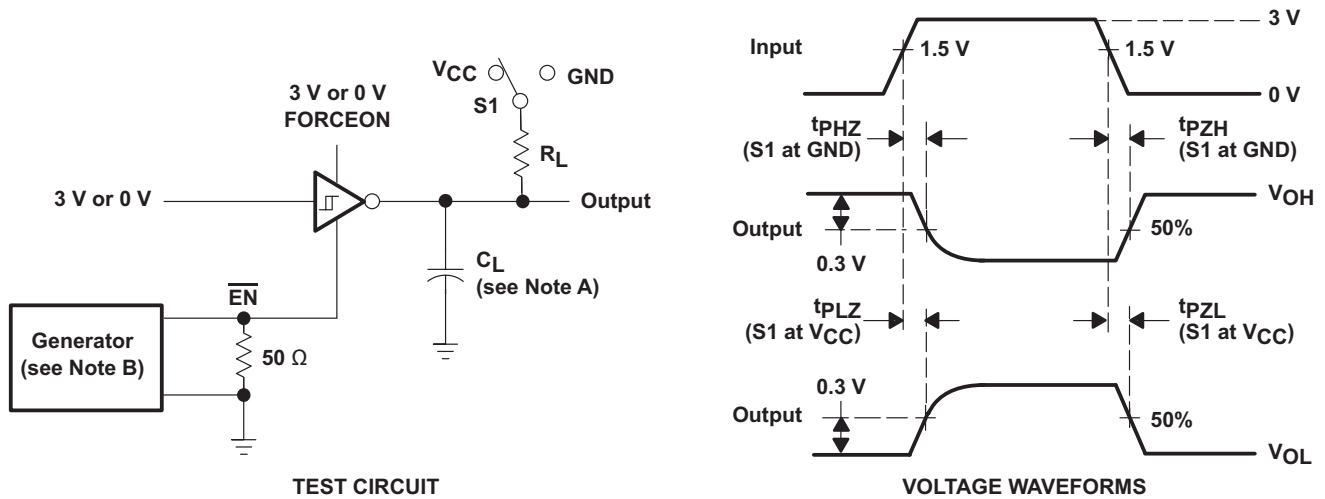 3 V or 0 V
FORCEON
VCC
GND
S1
RL
3 V or 0 V
Output
CL
(see Note A)
EN
Generator
(see Note B)
50 Ω
TEST CIRCUIT
Input
3 V
1.5 V
1.5 V
0 V
tPHZ
(S1 at GND)
tPZH
(S1 at GND)
VOH
Output
50%
0.3 V
tPLZ
(S1 at VCC)
tPZL
(S1 at VCC)
0.3 V
Output
50%
VOL
VOLTAGE WAVEFORMS